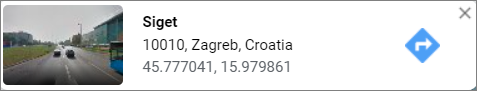 Siget
10010, Zagreb, Croatia
45.777041, 15.979861